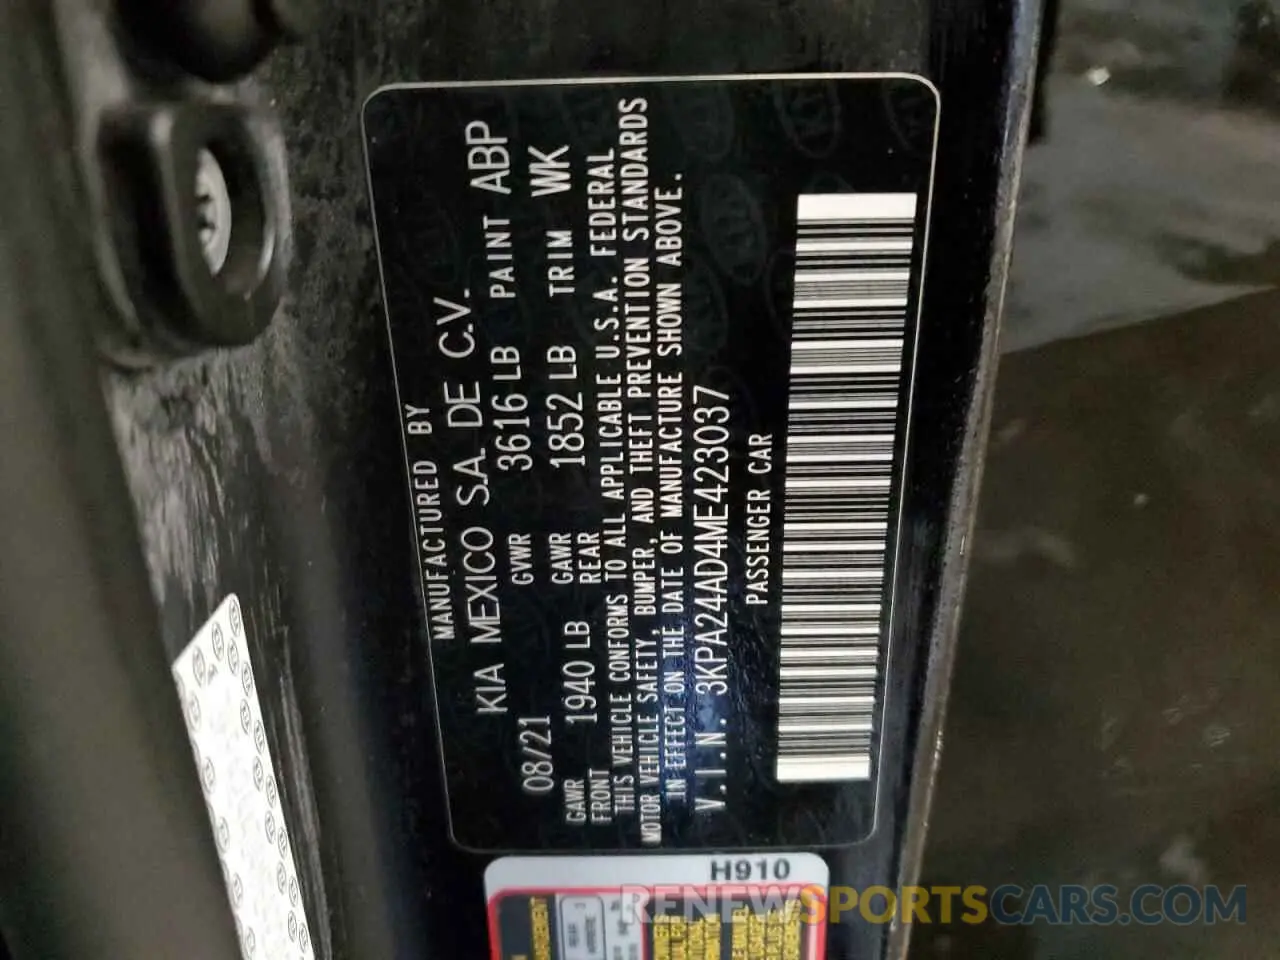 MANUFACTURED BY
KIA MEXICO S.A. DE C.V.
08/21 GVWR 3616 LB PAINT ABP
GAWR FRONT 1940 LB GAWR REAR 1852 LB TRIM WK
THIS VEHICLE CONFORMS TO ALL APPLICABLE U.S.A. FEDERAL
MOTOR VEHICLE SAFETY, BUMPER, AND THEFT PREVENTION STANDARDS
IN EFFECT ON THE DATE OF MANUFACTURE SHOWN ABOVE.
V.I.N. 3KPA24AD4ME423037
PASSENGER CAR
H910
RENEWSPORTSCARS.COM